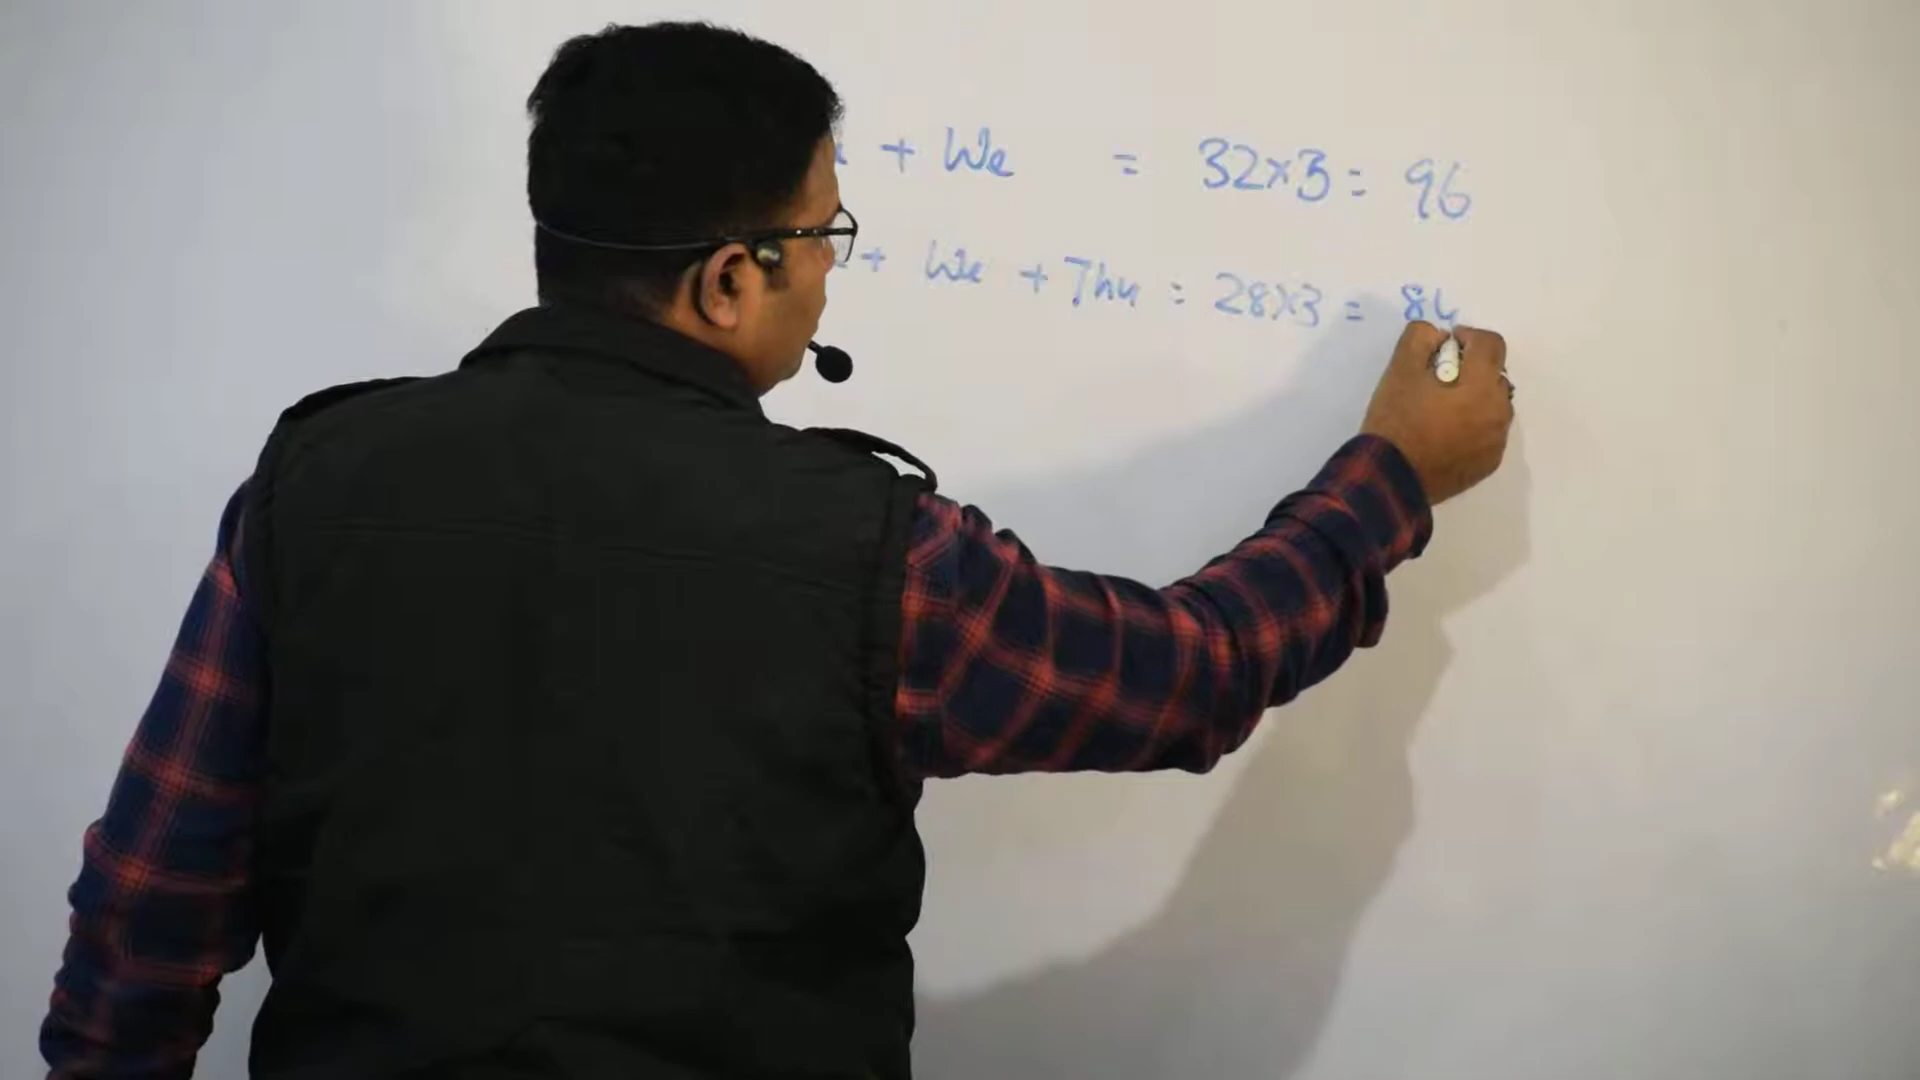 + We = 32×3 = 96
+ We + Thu = 28×3 = 84